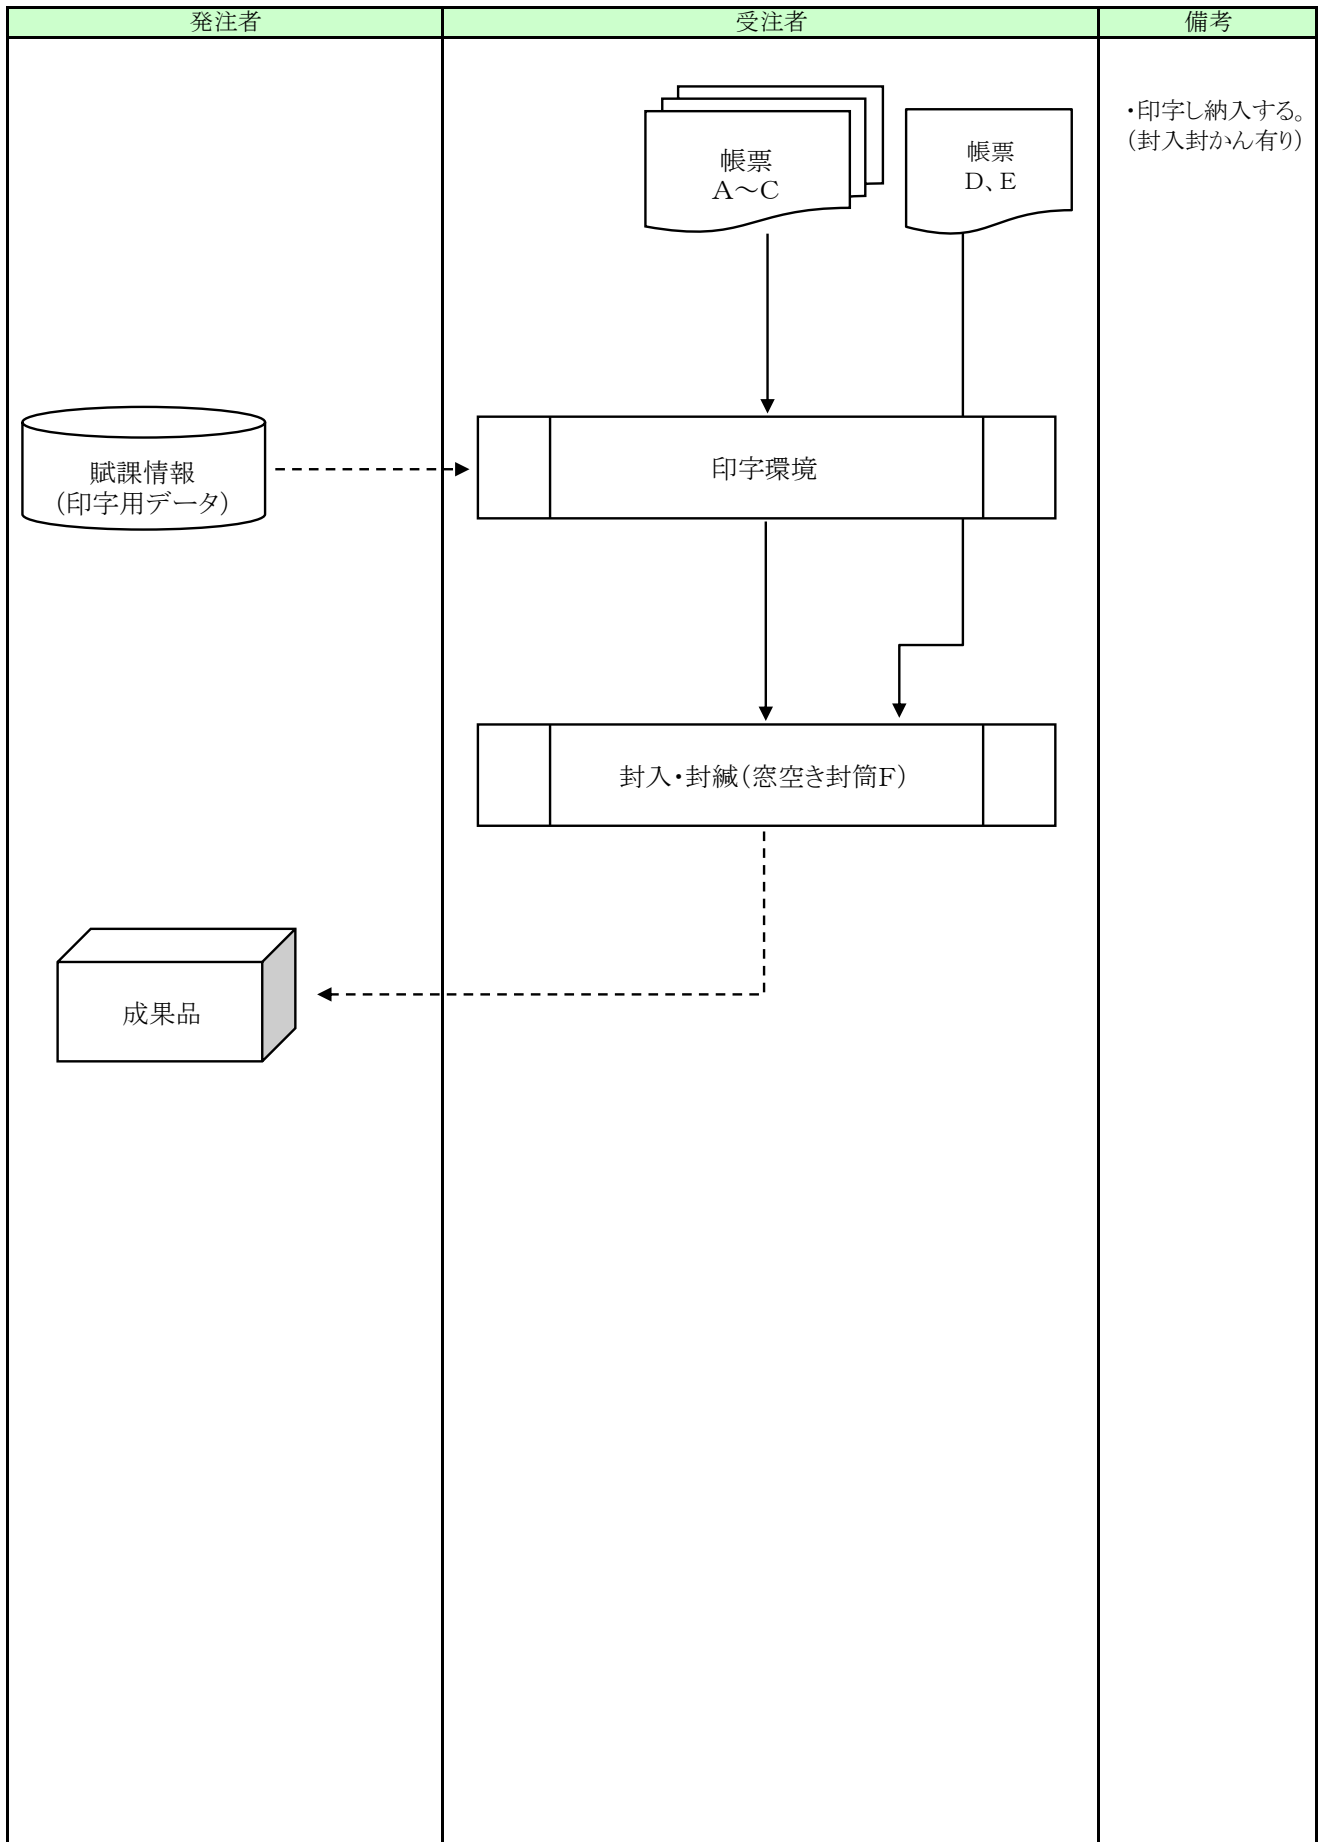 発注者
受注者
備考
帳票
A～C
帳票
D、E
・印字し納入する。
(封入封かん有り)
賦課情報
(印字用データ)
印字環境
封入・封緘(窓空き封筒F)
成果品